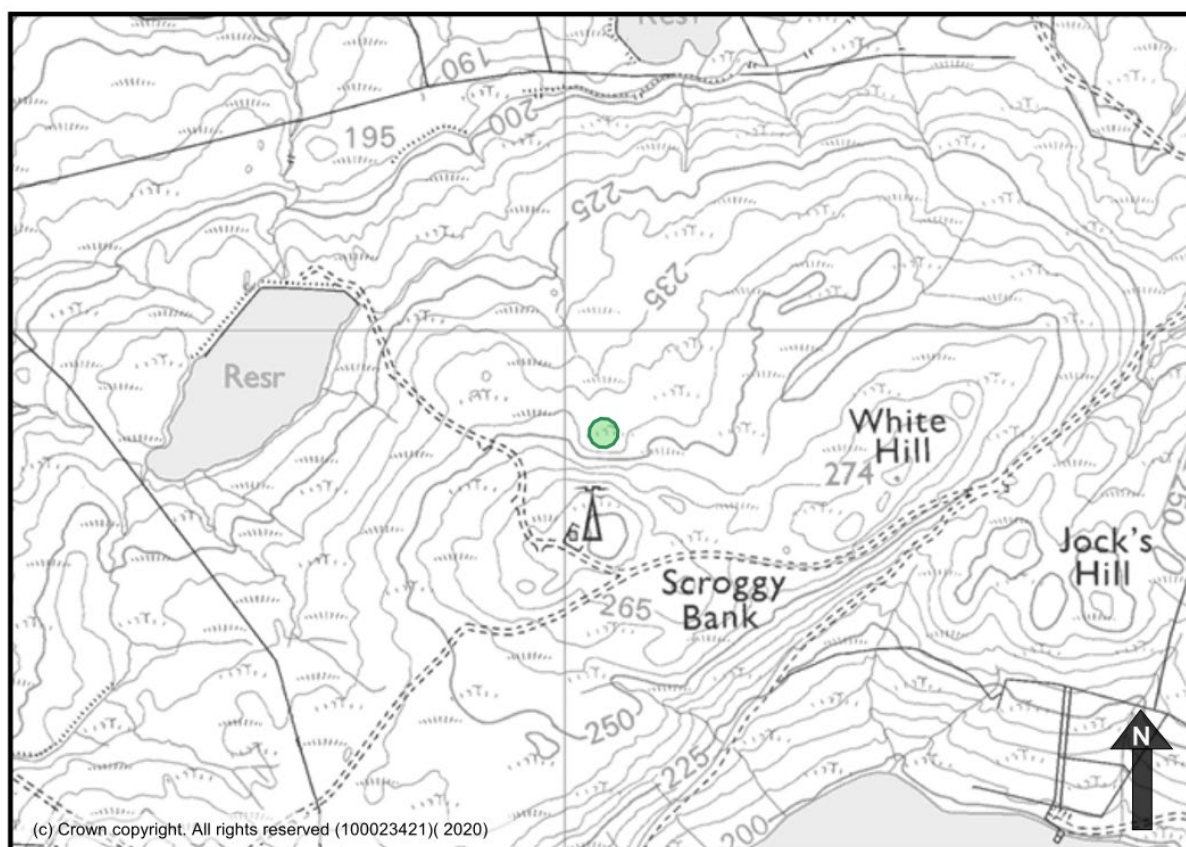 Resr
190
200
195
225
235
Resr
White
Hill
274
250
Jock's
Hill
Scroggy
Bank
265
250
225
200
N
(c) Crown copyright. All rights reserved (100023421)( 2020)